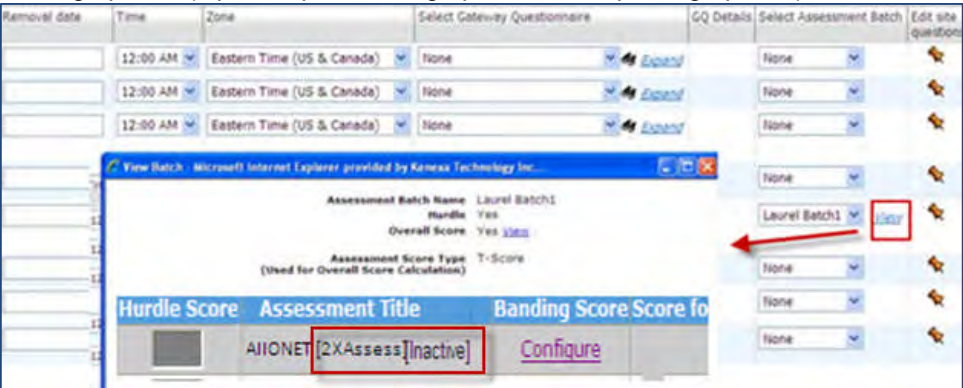 Removal date Time Zone Select Gateway Questionnaire GQ Details Select Assessment Batch Edit site
question
12:00 AM Eastern Time (US & Canada) None Expand None
12:00 AM Eastern Time (US & Canada) None Expand None
12:00 AM Eastern Time (US & Canada) None Expand None
View Batch - Microsoft Internet Explorer provided by Kenexa Technology Inc...
None
Assessment Batch Name Laurel Batch1
Hurdle Yes
Laurel Batch1 View
Overall Score Yes View
Assessment Score Type T-Score
(Used for Overall Score Calculation)
None
Hurdle Score Assessment Title Banding Score Score fo
None
AIIONET [2XAssess][Inactive] Configure
None